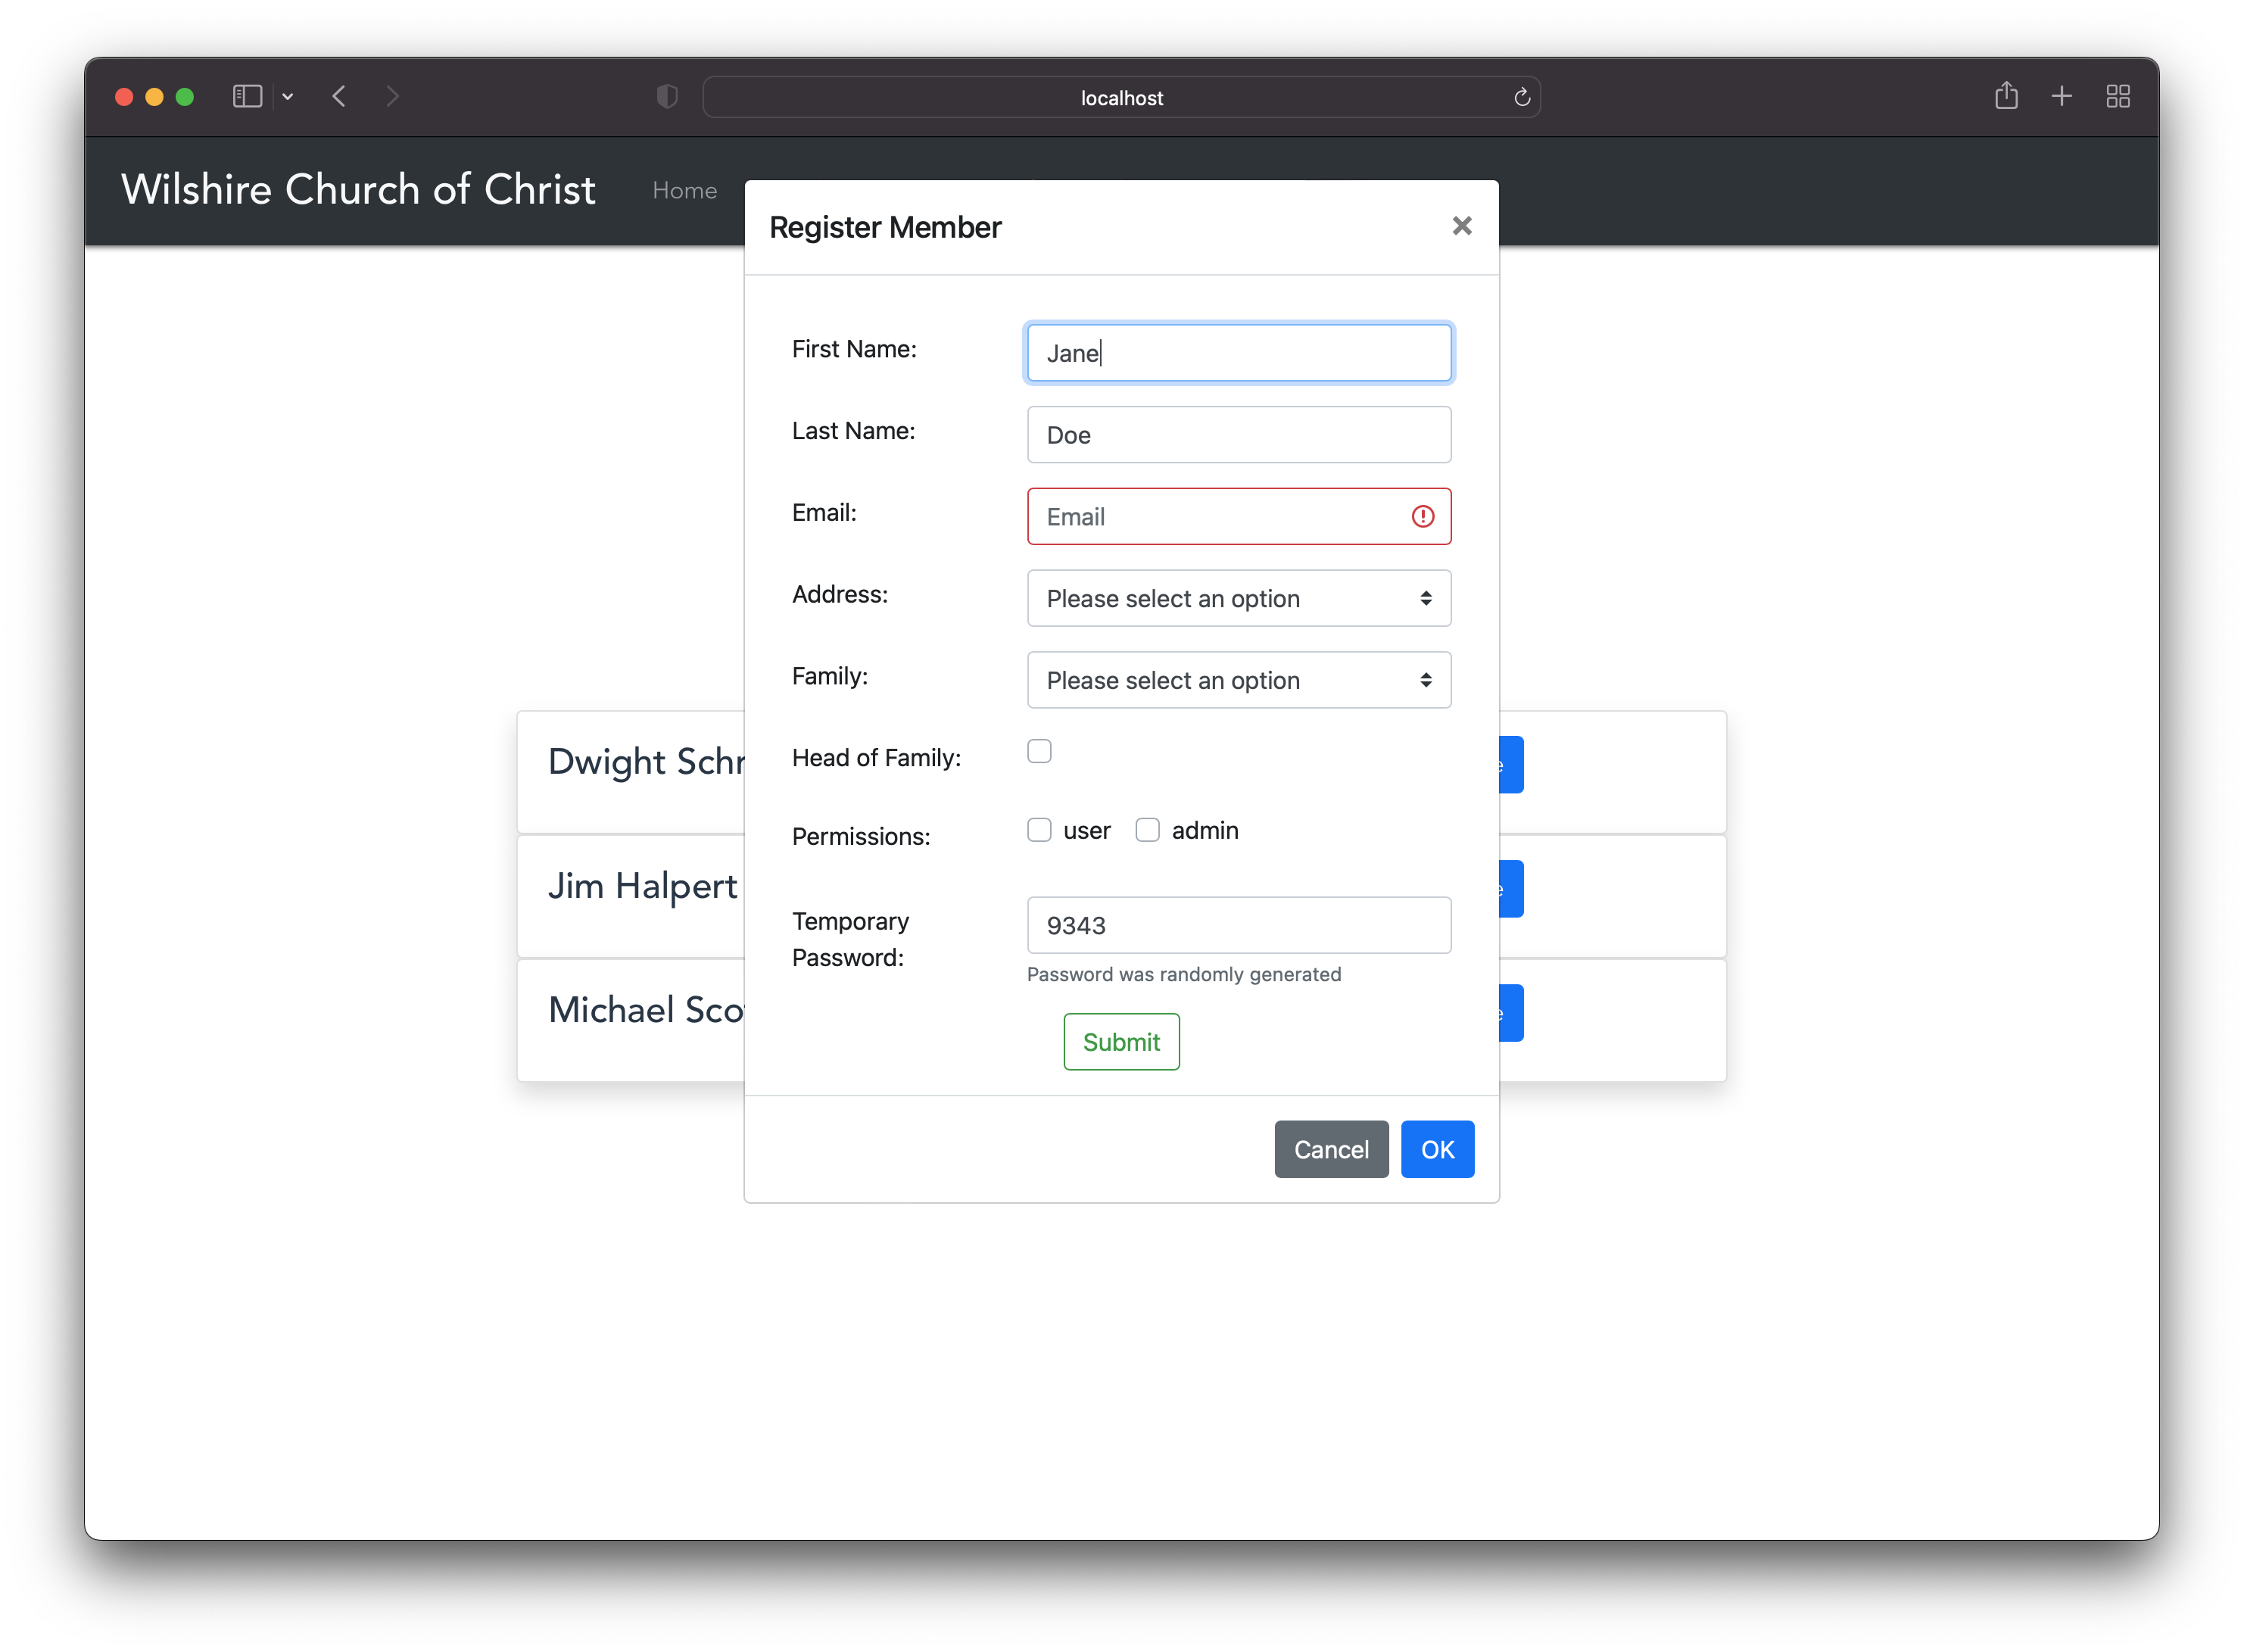 localhost
Wilshire Church of Christ Home
Register Member
First Name: Jane
Last Name: Doe
Email: Email
Address: Please select an option
Family: Please select an option
Head of Family:
Permissions: user admin
Temporary Password: 9343
Password was randomly generated
Submit
Cancel OK
Dwight
Jim Halpert
Michael